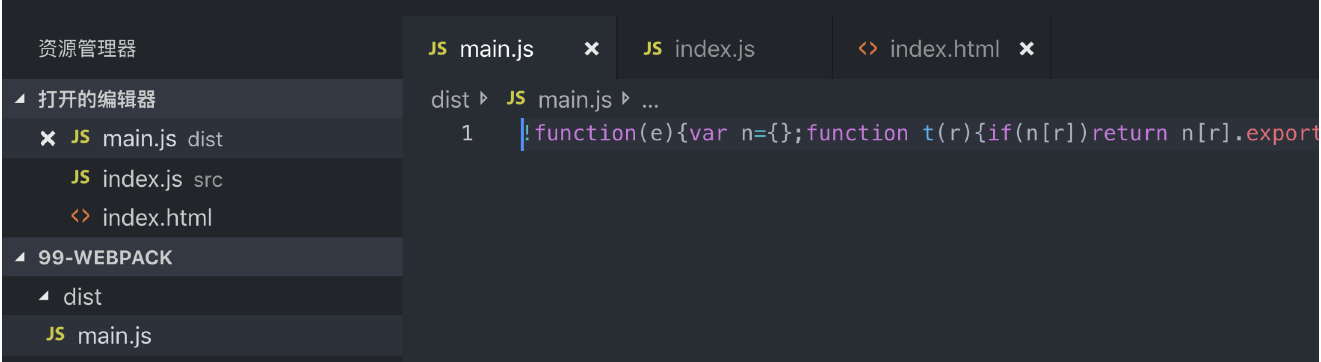 资源管理器
打开的编辑器
JS main.js dist
JS index.js src
<> index.html
99-WEBPACK
dist
JS main.js
JS main.js JS index.js <> index.html
dist JS main.js ...
1 !function(e){var n={};function t(r){if(n[r])return n[r].export